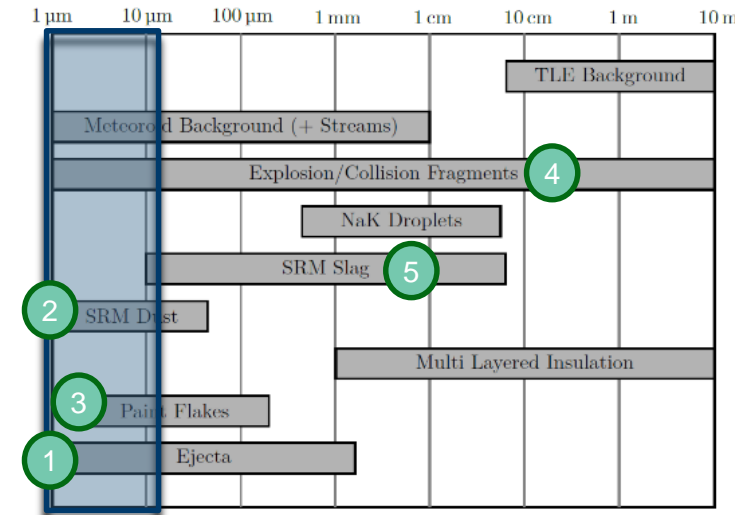 1 µm 10 µm 100 µm 1 mm 1 cm 10 cm 1 m 10 m
TLE Background
Meteoroid Background (+ Streams)
Explosion/Collision Fragments 4
NaK Droplets
SRM Slag 5
2 SRM Dust
Multi Layered Insulation
3 Paint Flakes
1 Ejecta